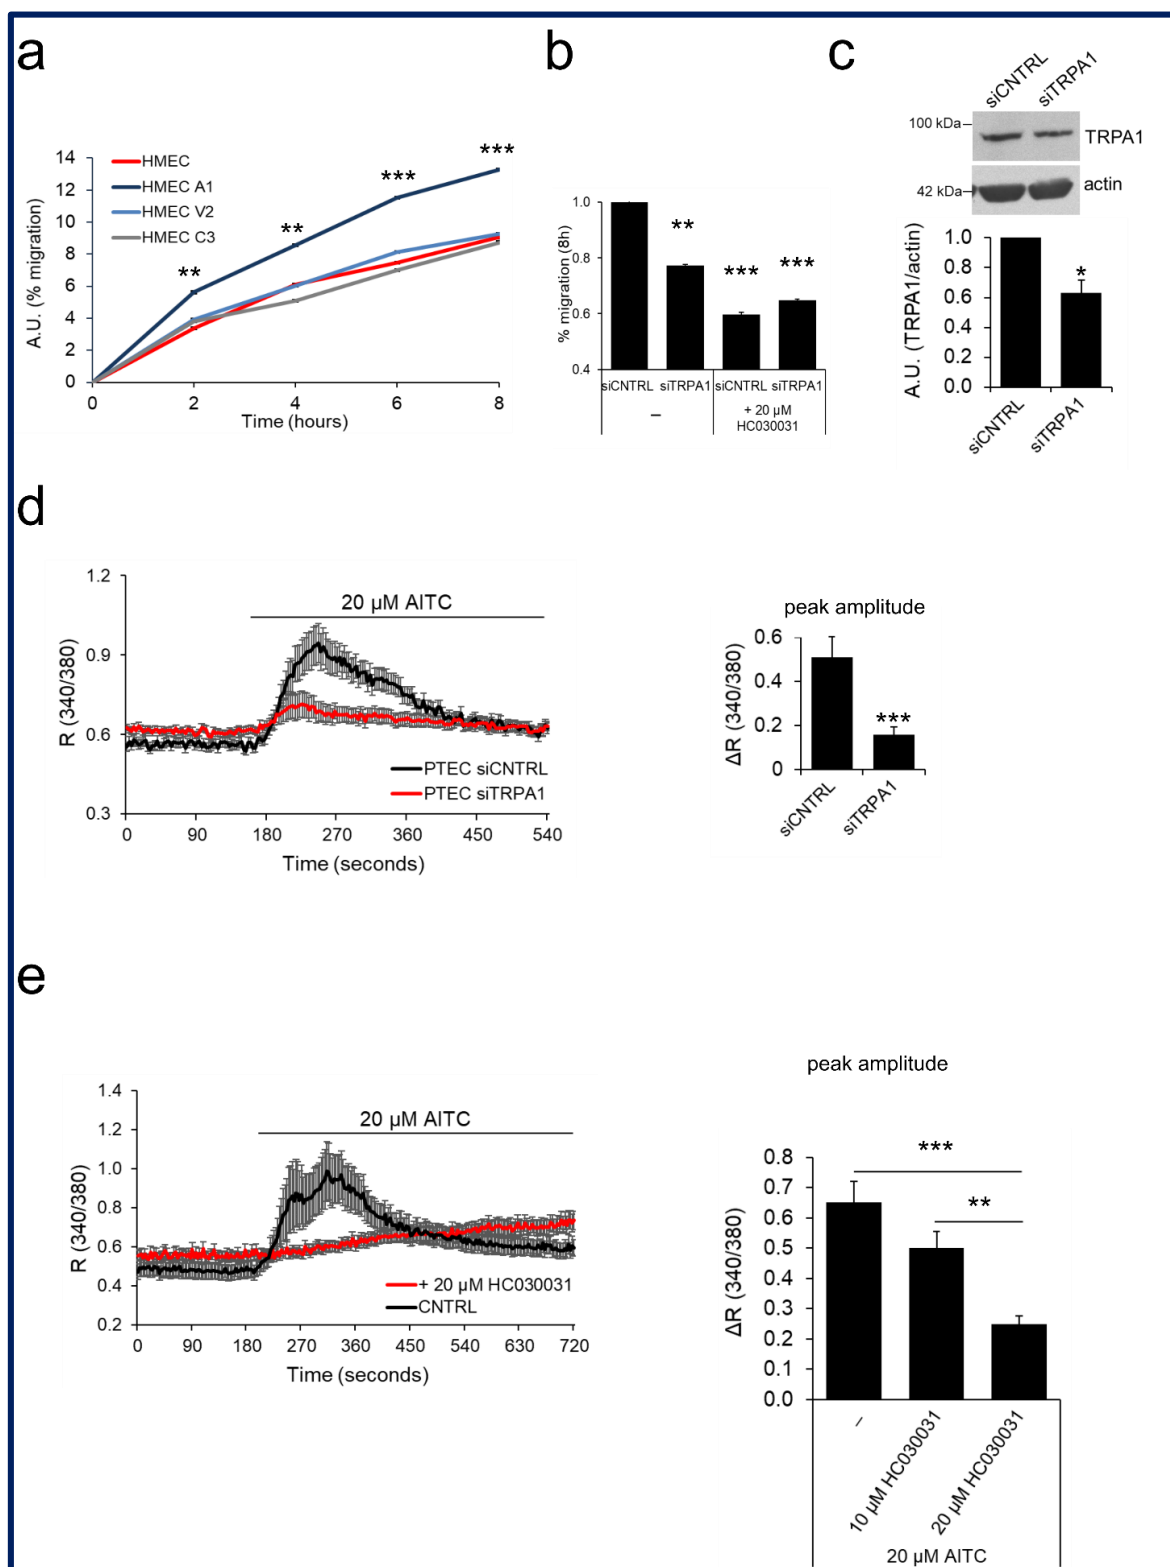 a
HMEC
HMEC A1
HMEC V2
HMEC C3
14
12
10
8
6
4
2
0
A.U. (% migration)
**
**
***
***
0 2 4 6 8
Time (hours)
b
1.0
0.8
0.6
0.4
% migration (8h)
**
***
***
siCNTRL siTRPA1 siCNTRL siTRPA1
–
+ 20 µM
HC030031
c
siCNTRL siTRPA1
100 kDa
TRPA1
42 kDa
actin
1.0
0.8
0.6
0.4
0.2
0.0
A.U. (TRPA1/actin)
*
siCNTRL
siTRPA1
d
1.2
0.9
0.6
0.3
R (340/380)
20 µM AITC
PTEC siCNTRL
PTEC siTRPA1
0 90 180 270 360 450 540
Time (seconds)
peak amplitude
0.6
0.4
0.2
0
ΔR (340/380)
***
siCNTRL
siTRPA1
e
1.4
1.2
1.0
0.8
0.6
0.4
0.2
R (340/380)
20 µM AITC
+ 20 µM HC030031
CNTRL
0 90 180 270 360 450 540 630 720
Time (seconds)
peak amplitude
0.8
0.7
0.6
0.5
0.4
0.3
0.2
0.1
0.0
ΔR (340/380)
***
**
–
10 µM HC030031
20 µM HC030031
20 µM AITC